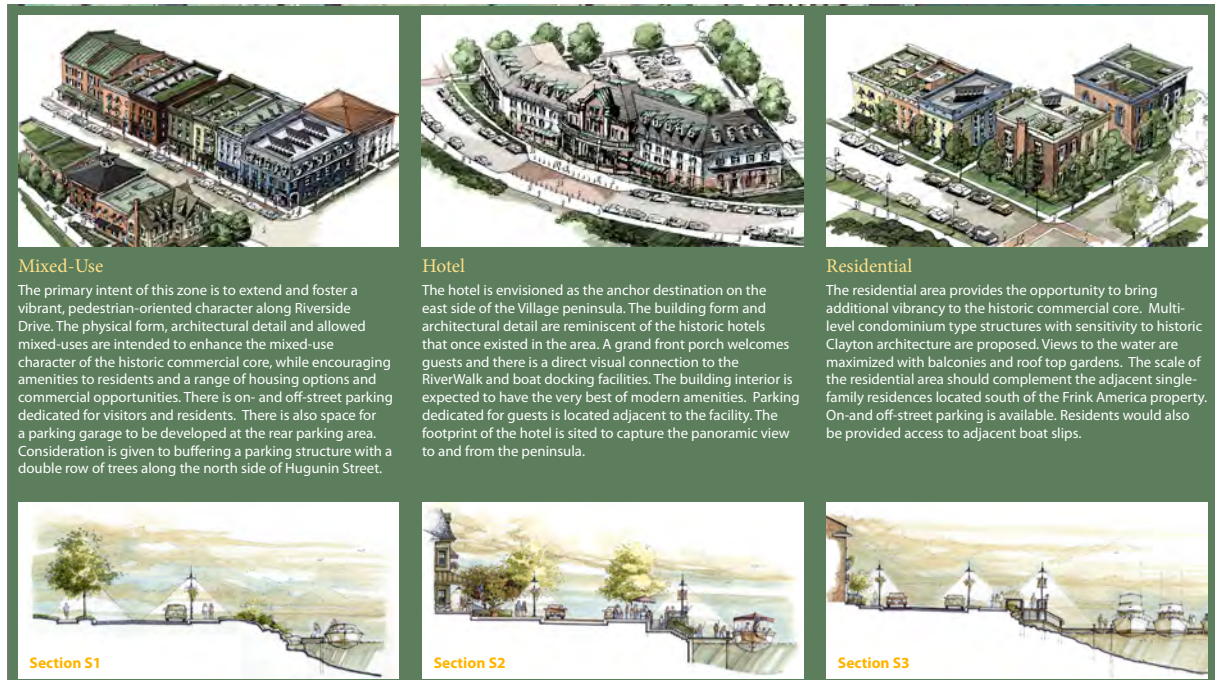 Mixed-Use
The primary intent of this zone is to extend and foster a
vibrant, pedestrian-oriented character along Riverside
Drive. The physical form, architectural detail and allowed
mixed-uses are intended to enhance the mixed-use
character of the historic commercial core, while encouraging
amenities to residents and a range of housing options and
commercial opportunities. There is on- and off-street parking
dedicated for visitors and residents. There is also space for
a parking garage to be developed at the rear parking area.
Consideration is given to buffering a parking structure with a
double row of trees along the north side of Hugunin Street.
Hotel
The hotel is envisioned as the anchor destination on the
east side of the Village peninsula. The building form and
architectural detail are reminiscent of the historic hotels
that once existed in the area. A grand front porch welcomes
guests and there is a direct visual connection to the
RiverWalk and boat docking facilities. The building interior is
expected to have the very best of modern amenities. Parking
dedicated for guests is located adjacent to the facility. The
footprint of the hotel is sited to capture the panoramic view
to and from the peninsula.
Residential
The residential area provides the opportunity to bring
additional vibrancy to the historic commercial core. Multi-
level condominium type structures with sensitivity to historic
Clayton architecture are proposed. Views to the water are
maximized with balconies and roof top gardens. The scale of
the residential area should complement the adjacent single-
family residences located south of the Frink America property.
On-and off-street parking is available. Residents would also
be provided access to adjacent boat slips.
Section S1
Section S2
Section S3